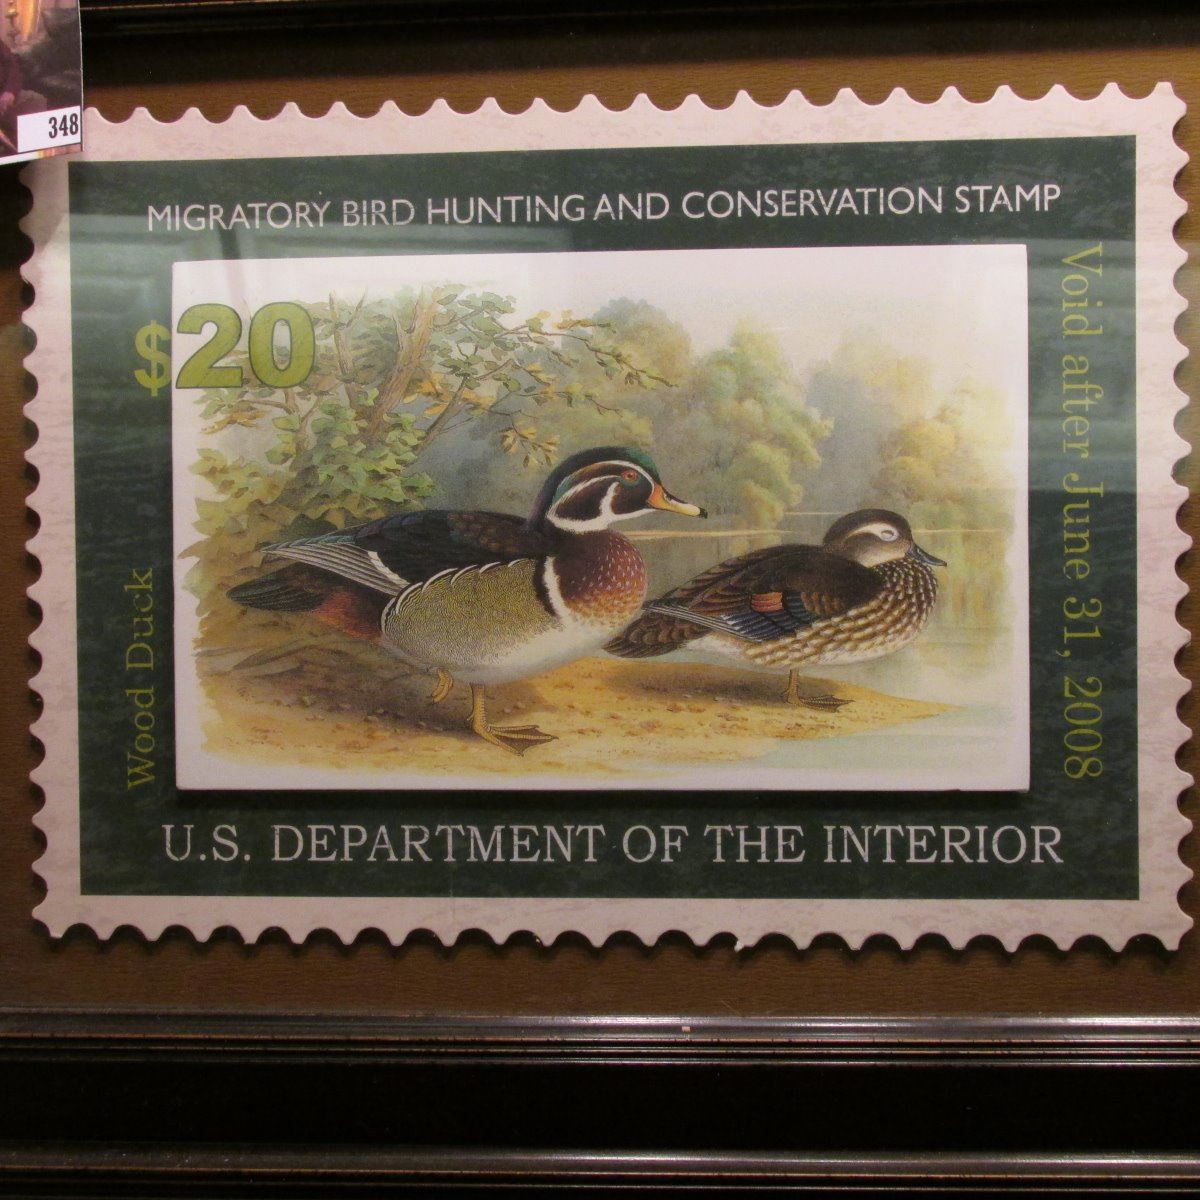 348
MIGRATORY BIRD HUNTING AND CONSERVATION STAMP
$20
Void after June 31, 2008
Wood Duck
U.S. DEPARTMENT OF THE INTERIOR